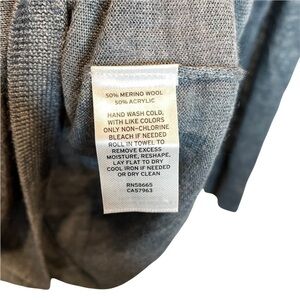 50% MERINO WOOL
50% ACRYLIC
HAND WASH COLD,
WITH LIKE COLORS
ONLY NON-CHLORINE
BLEACH IF NEEDED
ROLL IN TOWEL TO
REMOVE EXCESS
MOISTURE, RESHAPE,
LAY FLAT TO DRY
COOL IRON IF NEEDED
OR DRY CLEAN
RN58665
CA57963